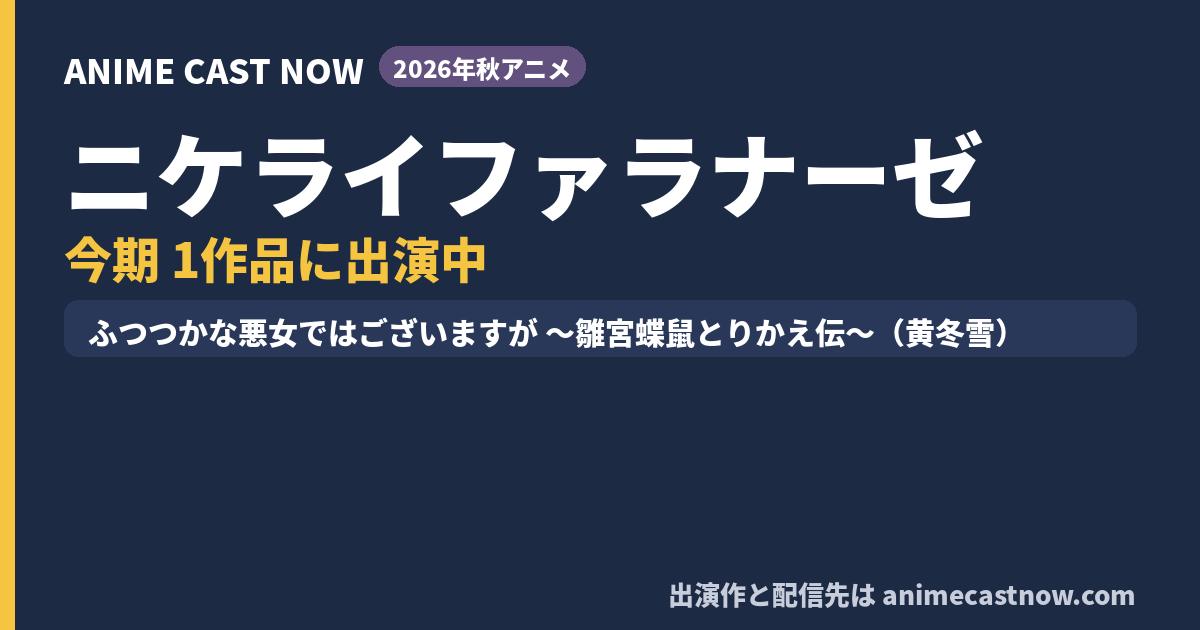 ANIME CAST NOW 2026年秋アニメ
ニケライファラナーゼ
今期 1作品に出演中
ふつつかな悪女ではございますが ～雛宮蝶鼠とりかえ伝～（黄冬雪）
出演作と配信先は animecastnow.com